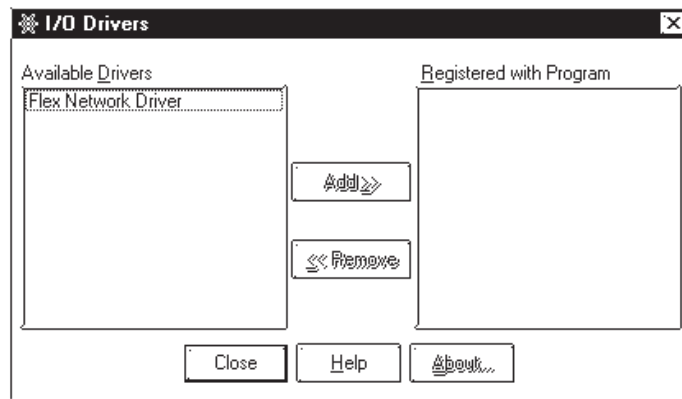 I/O Drivers
Available Drivers
Registered with Program
Flex Network Driver
Add >>
<< Remove
Close
Help
About...